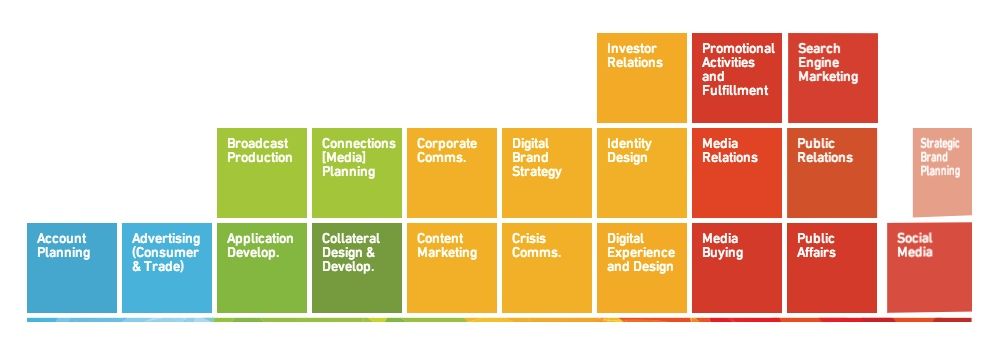 Investor
Relations
Promotional
Activities
and
Fulfillment
Search
Engine
Marketing
Broadcast
Production
Connections
[Media]
Planning
Corporate
Comms.
Digital
Brand
Strategy
Identity
Design
Media
Relations
Public
Relations
Strategic
Brand
Planning
Account
Planning
Advertising
(Consumer
& Trade)
Application
Develop.
Collateral
Design &
Develop.
Content
Marketing
Crisis
Comms.
Digital
Experience
and Design
Media
Buying
Public
Affairs
Social
Media